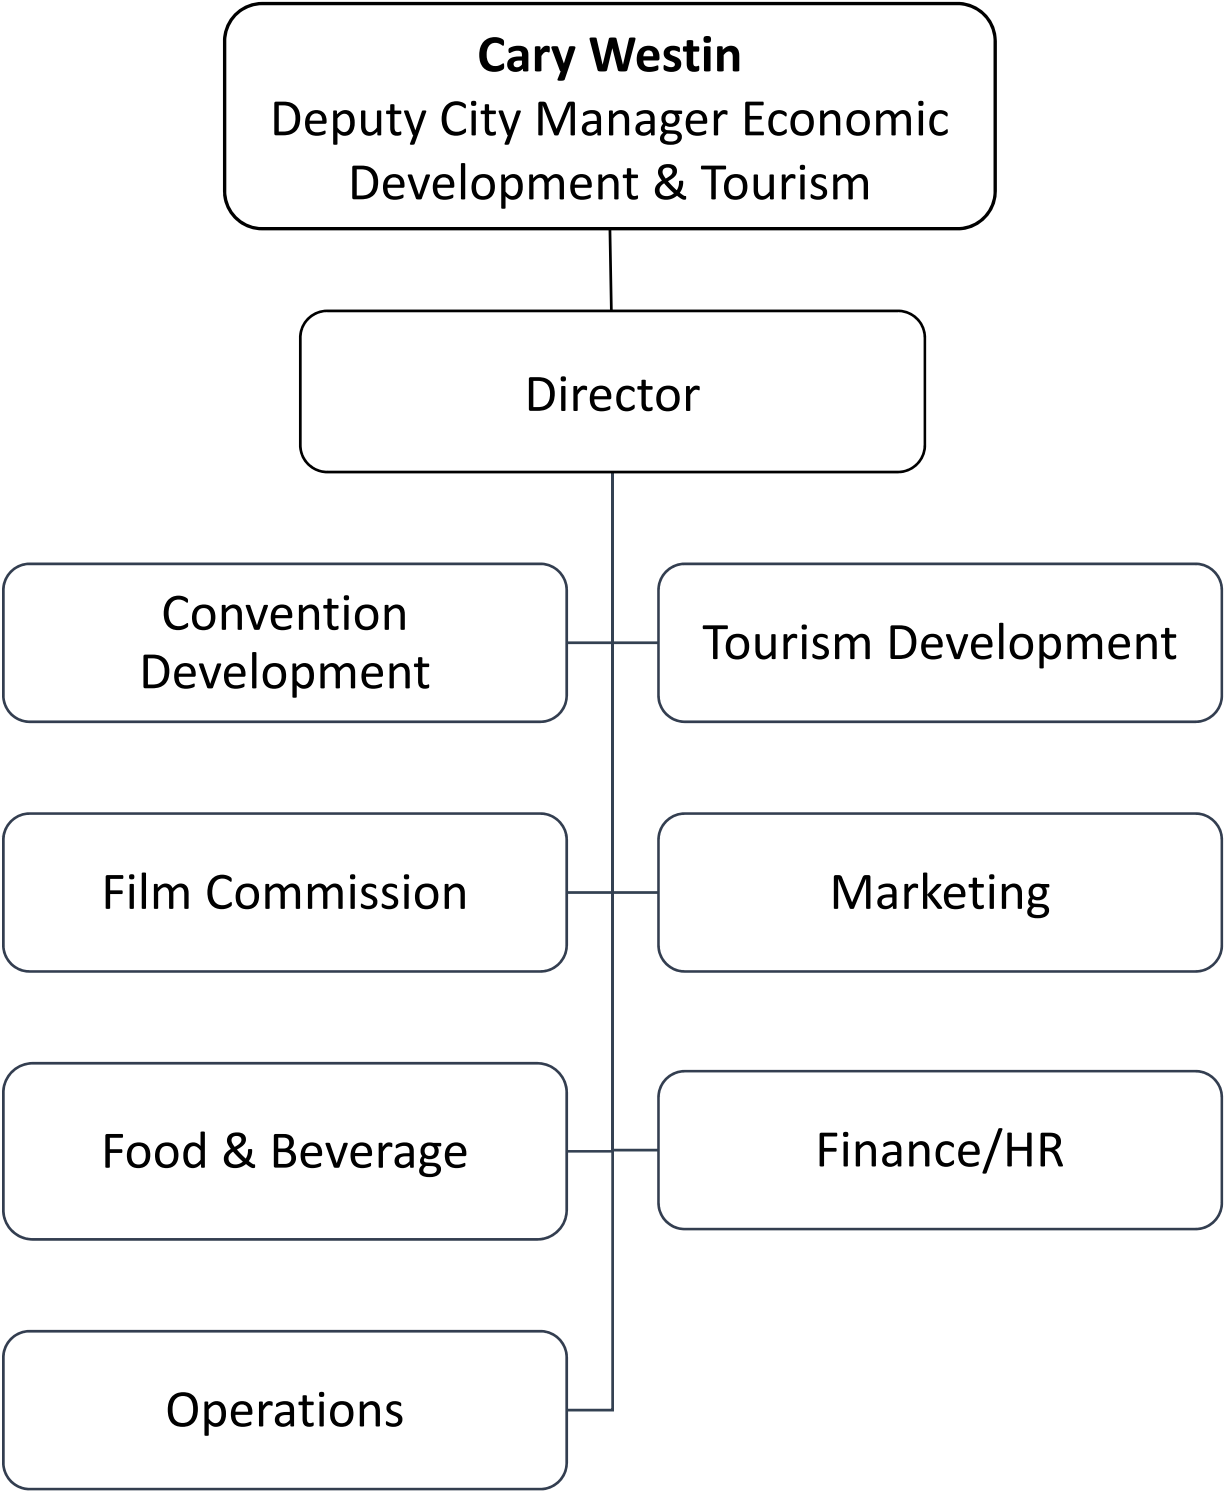 Cary Westin
Deputy City Manager Economic
Development & Tourism
Director
Convention
Development
Tourism Development
Film Commission
Marketing
Food & Beverage
Finance/HR
Operations